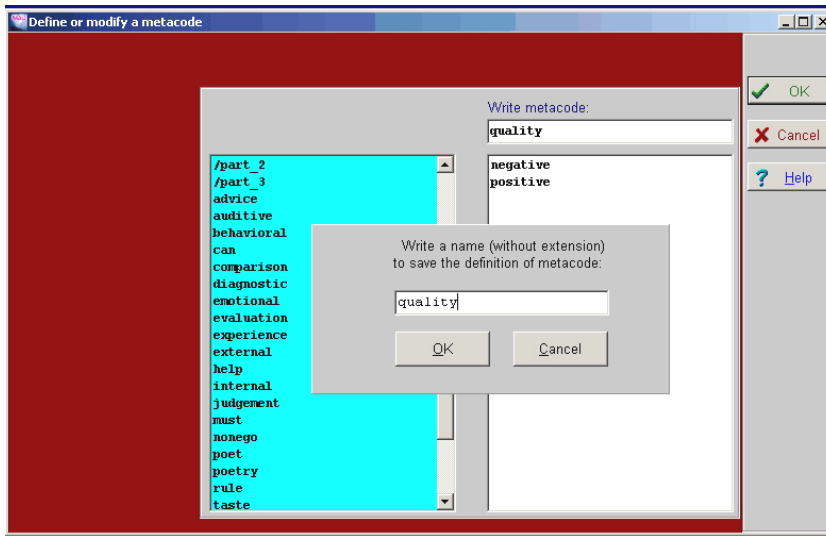 Define or modify a metacode
Write metacode:
quality
/part_2
/part_3
advice
auditive
behavioral
can
comparison
diagnostic
emotional
evaluation
experience
external
help
internal
judgement
must
nonego
poet
poetry
rule
taste
negative
positive
Write a name (without extension)
to save the definition of metacode:
quality
OK
Cancel
OK
Cancel
Help